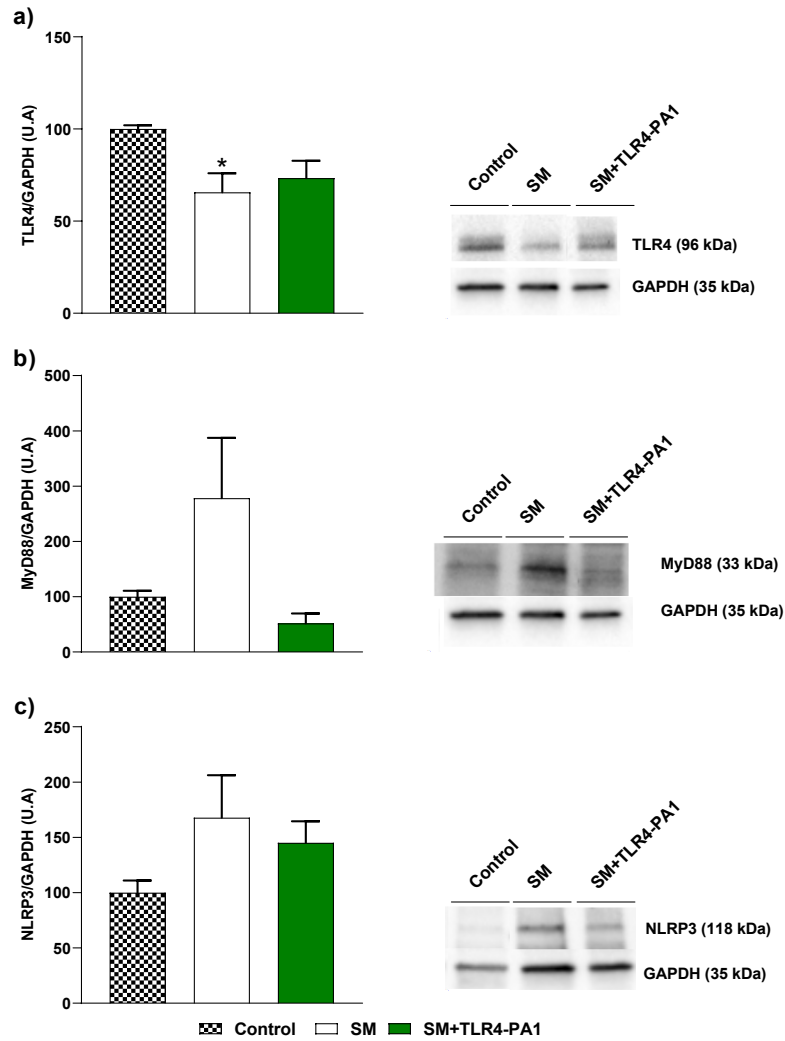 a)
150
100
50
0
TLR4/GAPDH (U.A)
*
Control
SM
SM+TLR4-PA1
TLR4 (96 kDa)
GAPDH (35 kDa)
b)
500
400
300
200
100
0
MyD88/GAPDH (U.A)
Control
SM
SM+TLR4-PA1
MyD88 (33 kDa)
GAPDH (35 kDa)
c)
250
200
150
100
50
0
NLRP3/GAPDH (U.A)
Control
SM
SM+TLR4-PA1
NLRP3 (118 kDa)
GAPDH (35 kDa)
Control SM SM+TLR4-PA1